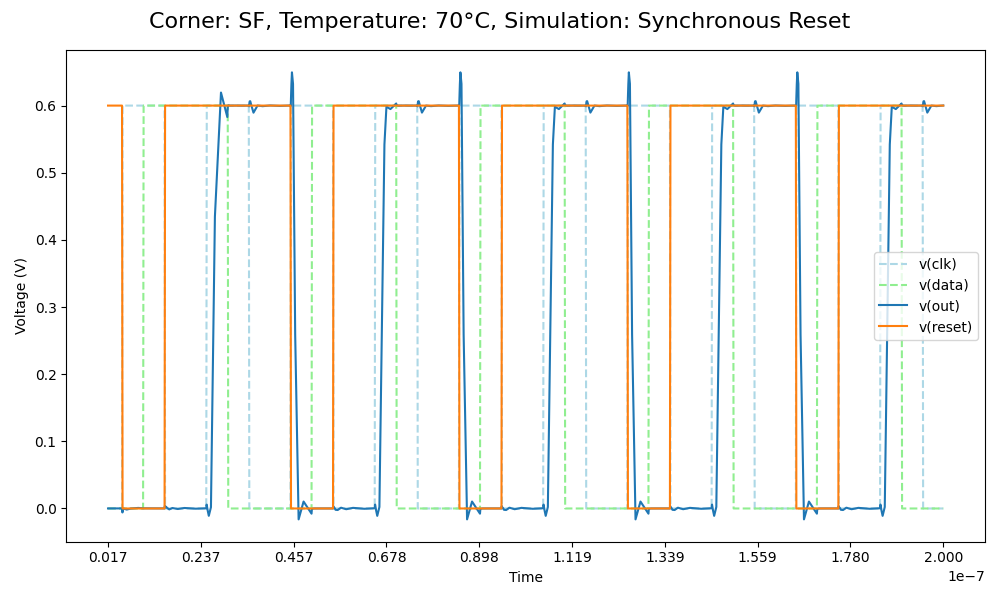 Corner: SF, Temperature: 70°C, Simulation: Synchronous Reset
Voltage (V)
0.6
0.5
0.4
0.3
0.2
0.1
0.0
v(clk)
v(data)
v(out)
v(reset)
0.017 0.237 0.457 0.678 0.898 1.119 1.339 1.559 1.780 2.000
Time
1e−7